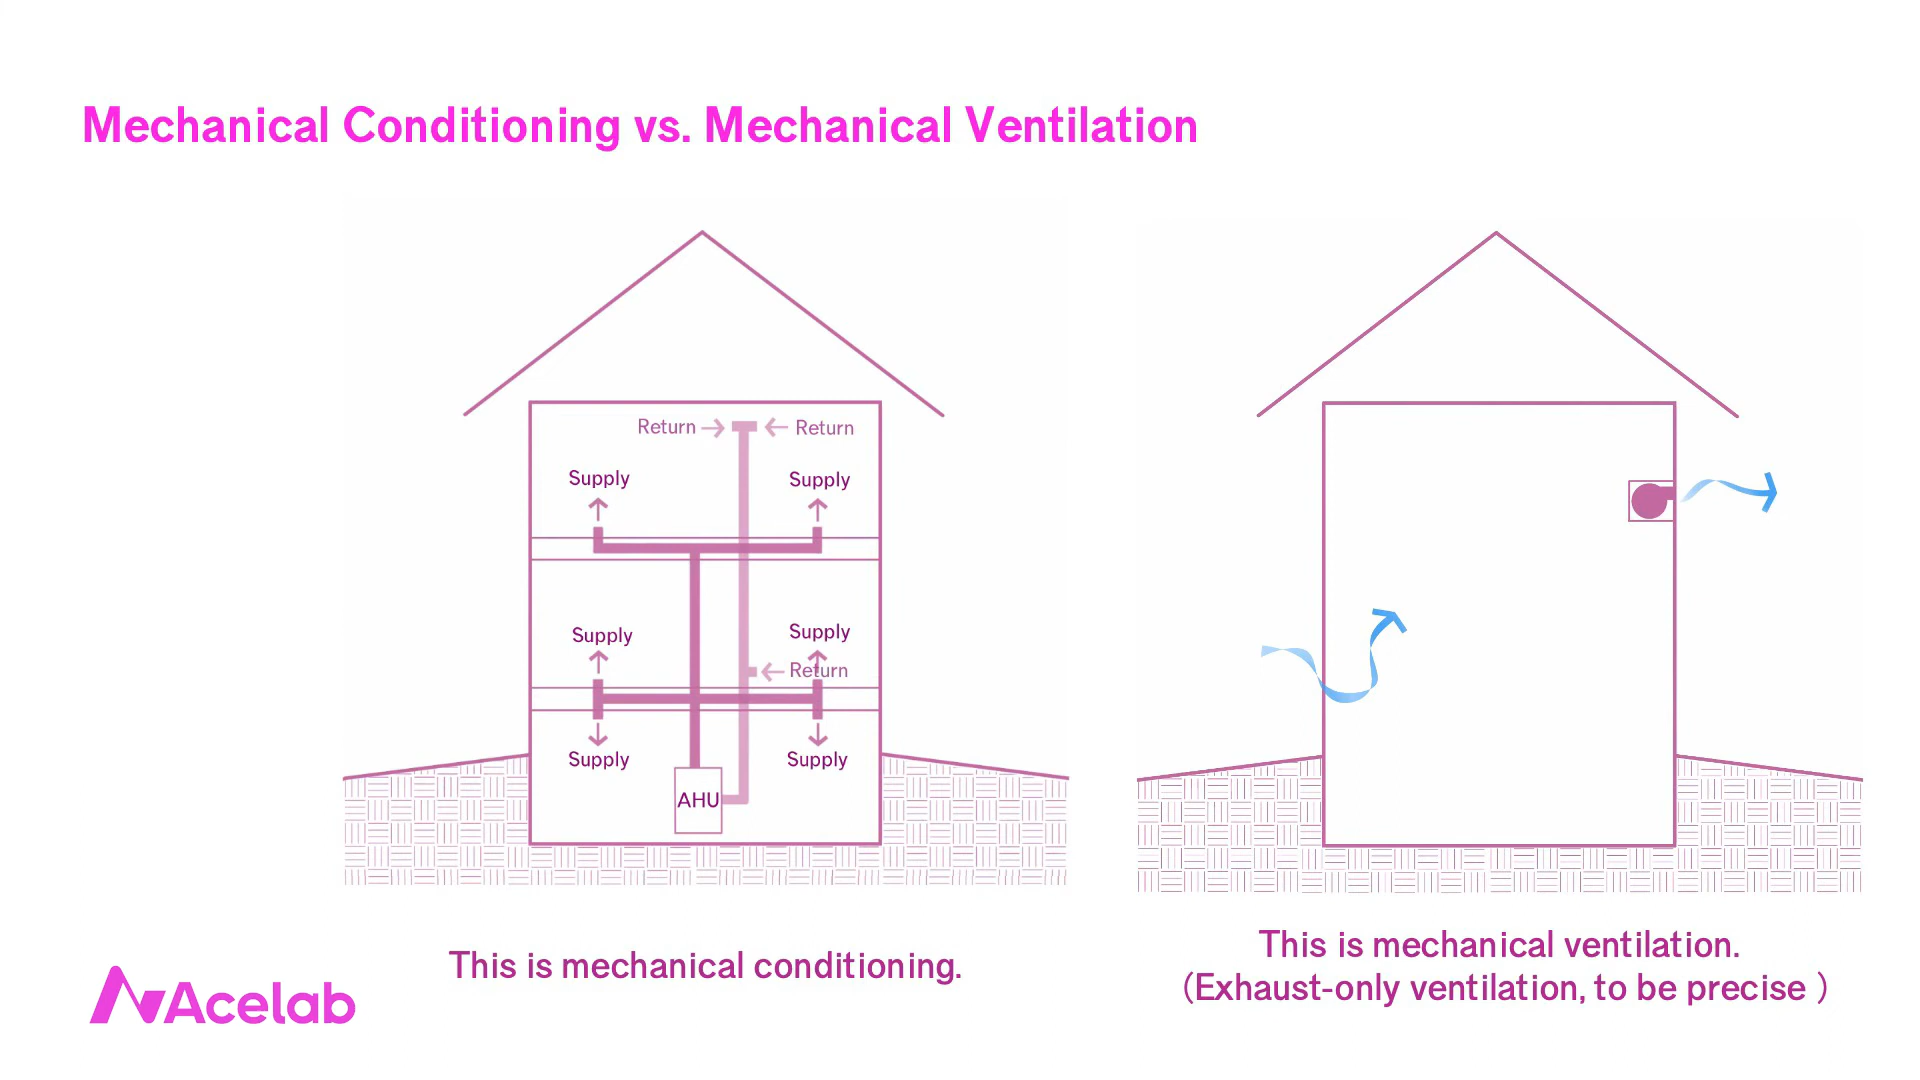 Mechanical Conditioning vs. Mechanical Ventilation
Return
Return
Supply
Supply
Supply
Supply
Return
Supply
Supply
AHU
This is mechanical conditioning.
This is mechanical ventilation.
(Exhaust-only ventilation, to be precise )
Acelab